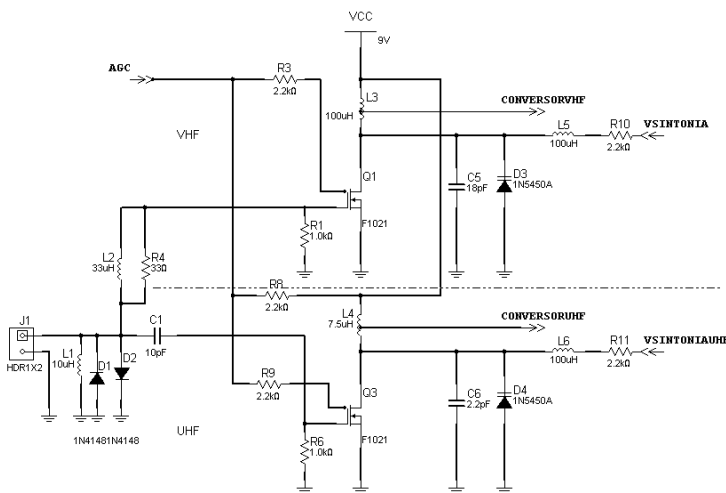 VCC
9V
AGC
R3
2.2kΩ
L3
100uH
CONVERSORVHF
VHF
L5
100uH
R10
2.2kΩ
VSINTONIA
Q1
F1021
C5
18pF
D3
1N5450A
R1
1.0kΩ
L2
33uH
R4
33Ω
R8
2.2kΩ
L4
7.5uH
CONVERSORUHF
J1
HDR1X2
L1
10uH
D1
D2
1N41481N4148
C1
10pF
L6
100uH
R11
2.2kΩ
VSINTONIAUHF
R9
2.2kΩ
Q3
F1021
C6
2.2pF
D4
1N5450A
UHF
R6
1.0kΩ